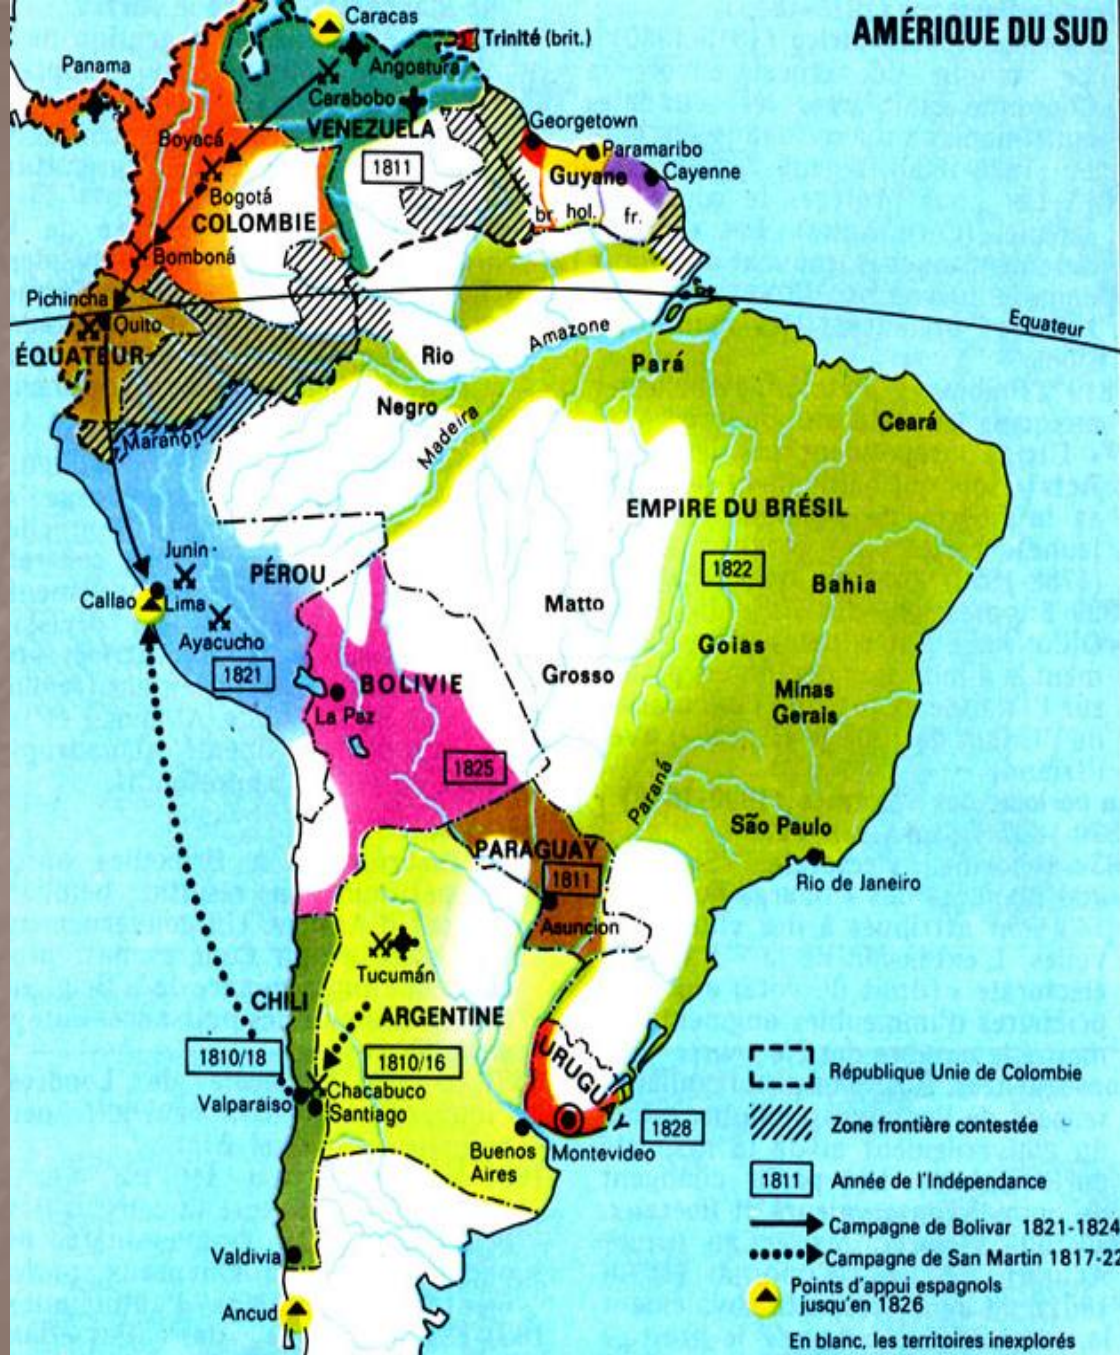 AMÉRIQUE DU SUD
Caracas
Trinité (brit.)
Panama
Angostura
Carabobo
VENEZUELA
1811
Georgetown
Boyacá
Paramaribo
Guyane
Cayenne
Bogotá
COLOMBIE
br.
hol.
fr.
Bomboná
Pichincha
Quito
Equateur
ÉQUATEUR
Amazone
Rio
Negro
Pará
Madeira
Ceará
Marañon
EMPIRE DU BRÉSIL
1822
Junin
PÉROU
Bahia
Callao
Lima
Matto
Grosso
Ayacucho
1821
Goias
BOLIVIE
La Paz
Minas
Gerais
1825
Paraná
São Paulo
PARAGUAY
1811
Rio de Janeiro
Asuncion
Tucumán
CHILI
ARGENTINE
1810/18
1810/16
URUGUAY
Chacabuco
Valparaiso
Santiago
1828
Buenos
Aires
Montevideo
Valdivia
Ancud
République Unie de Colombie
Zone frontière contestée
1811 Année de l'Indépendance
Campagne de Bolivar 1821-1824
Campagne de San Martin 1817-22
Points d'appui espagnols
jusqu'en 1826
En blanc, les territoires inexplorés